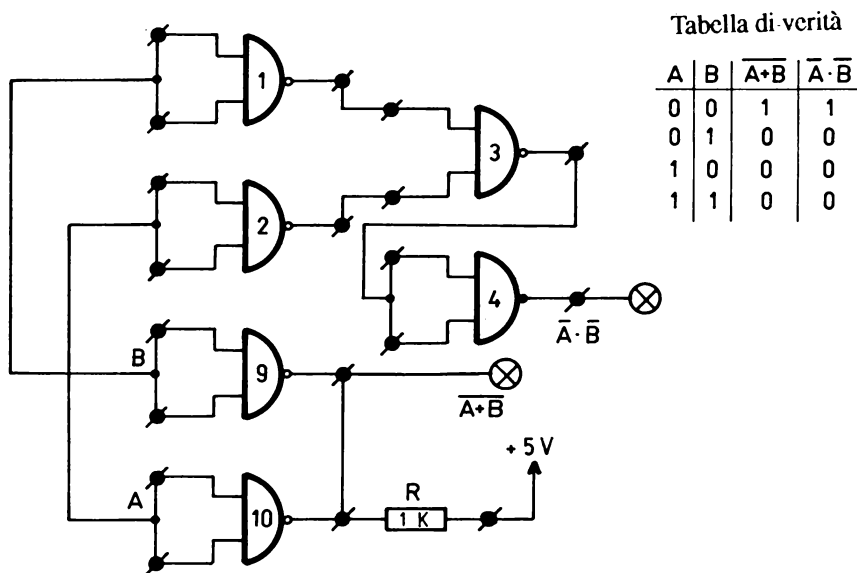 Tabella di verità
A B A̅+̅B̅ A̅·B̅
0 0 1 1
0 1 0 0
1 0 0 0
1 1 0 0
1
3
2
4
A̅·B̅
B
9
A̅+̅B̅
+5V
A
10
R
1 K